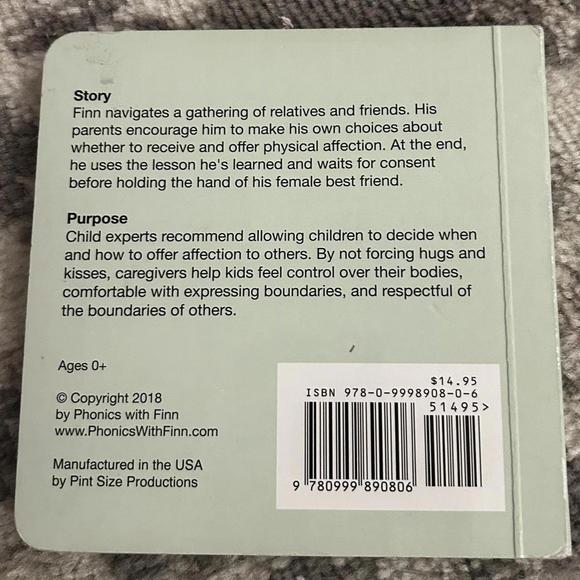 Story
Finn navigates a gathering of relatives and friends. His
parents encourage him to make his own choices about
whether to receive and offer physical affection. At the end,
he uses the lesson he's learned and waits for consent
before holding the hand of his female best friend.
Purpose
Child experts recommend allowing children to decide when
and how to offer affection to others. By not forcing hugs and
kisses, caregivers help kids feel control over their bodies,
comfortable with expressing boundaries, and respectful of
the boundaries of others.
Ages 0+
© Copyright 2018
by Phonics with Finn
www.PhonicsWithFinn.com
Manufactured in the USA
by Pint Size Productions
$14.95
ISBN 978-0-9998908-0-6
51495>
9 780999 890806